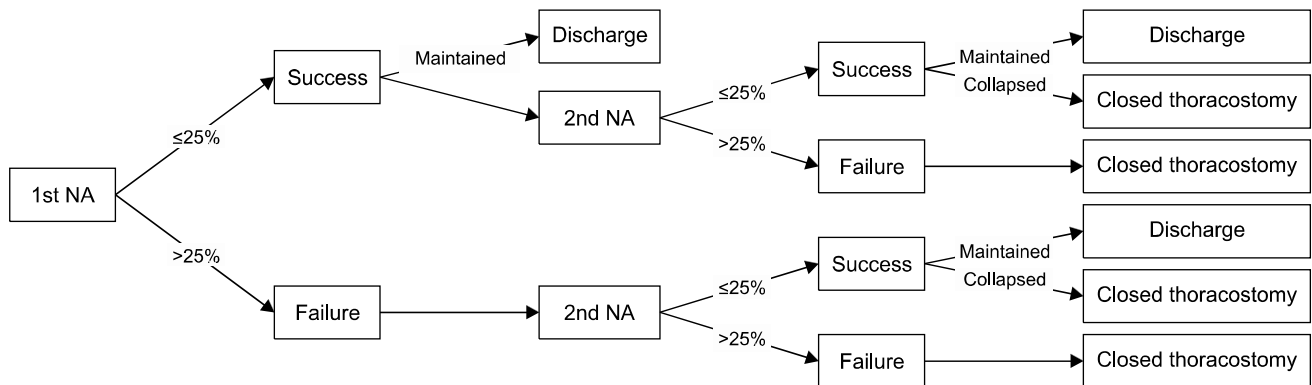 1st NA
≤25%
>25%
Success
Failure
Maintained
Discharge
2nd NA
≤25%
>25%
Success
Failure
Maintained
Collapsed
Discharge
Closed thoracostomy
Closed thoracostomy
2nd NA
≤25%
>25%
Success
Failure
Maintained
Collapsed
Discharge
Closed thoracostomy
Closed thoracostomy